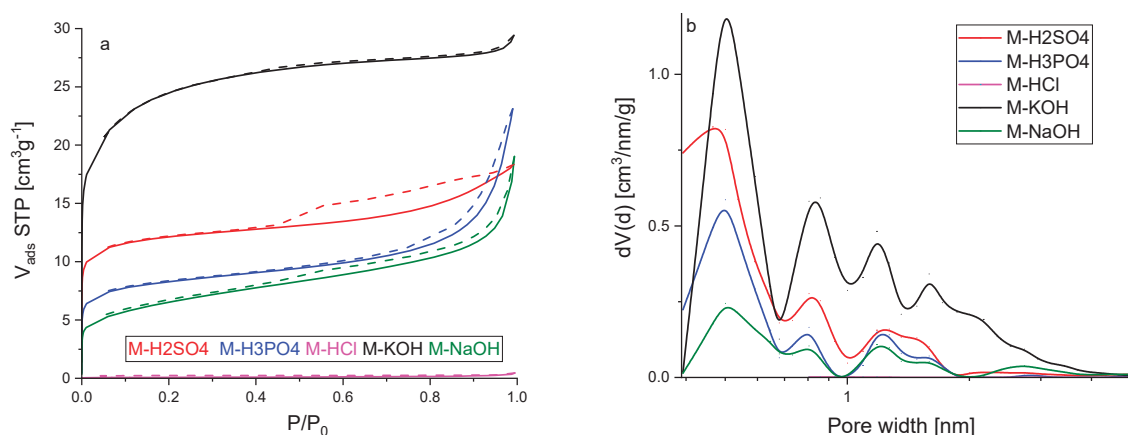 a
30
25
20
15
10
5
0
V_ads STP [cm³g⁻¹]
M-H2SO4 M-H3PO4 M-HCl M-KOH M-NaOH
0.0 0.2 0.4 0.6 0.8 1.0
P/P₀
b
M-H2SO4
M-H3PO4
M-HCl
M-KOH
M-NaOH
1.0
0.5
0.0
dV(d) [cm³/nm/g]
1
Pore width [nm]